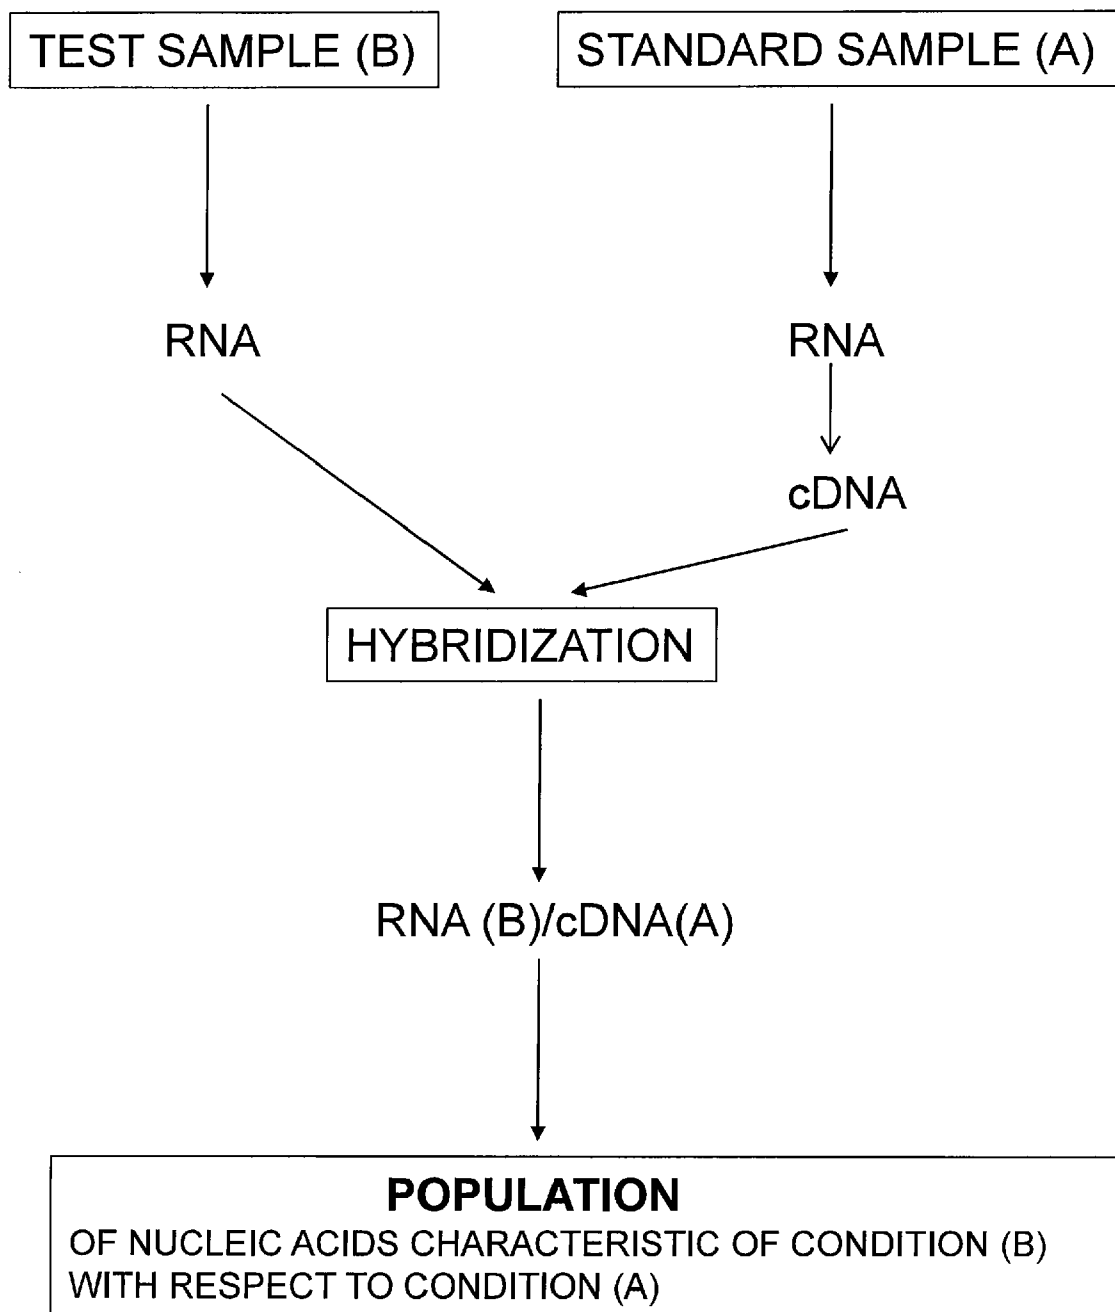 TEST SAMPLE (B)
STANDARD SAMPLE (A)
RNA
RNA
cDNA
HYBRIDIZATION
RNA (B)/cDNA(A)
POPULATION
OF NUCLEIC ACIDS CHARACTERISTIC OF CONDITION (B)
WITH RESPECT TO CONDITION (A)